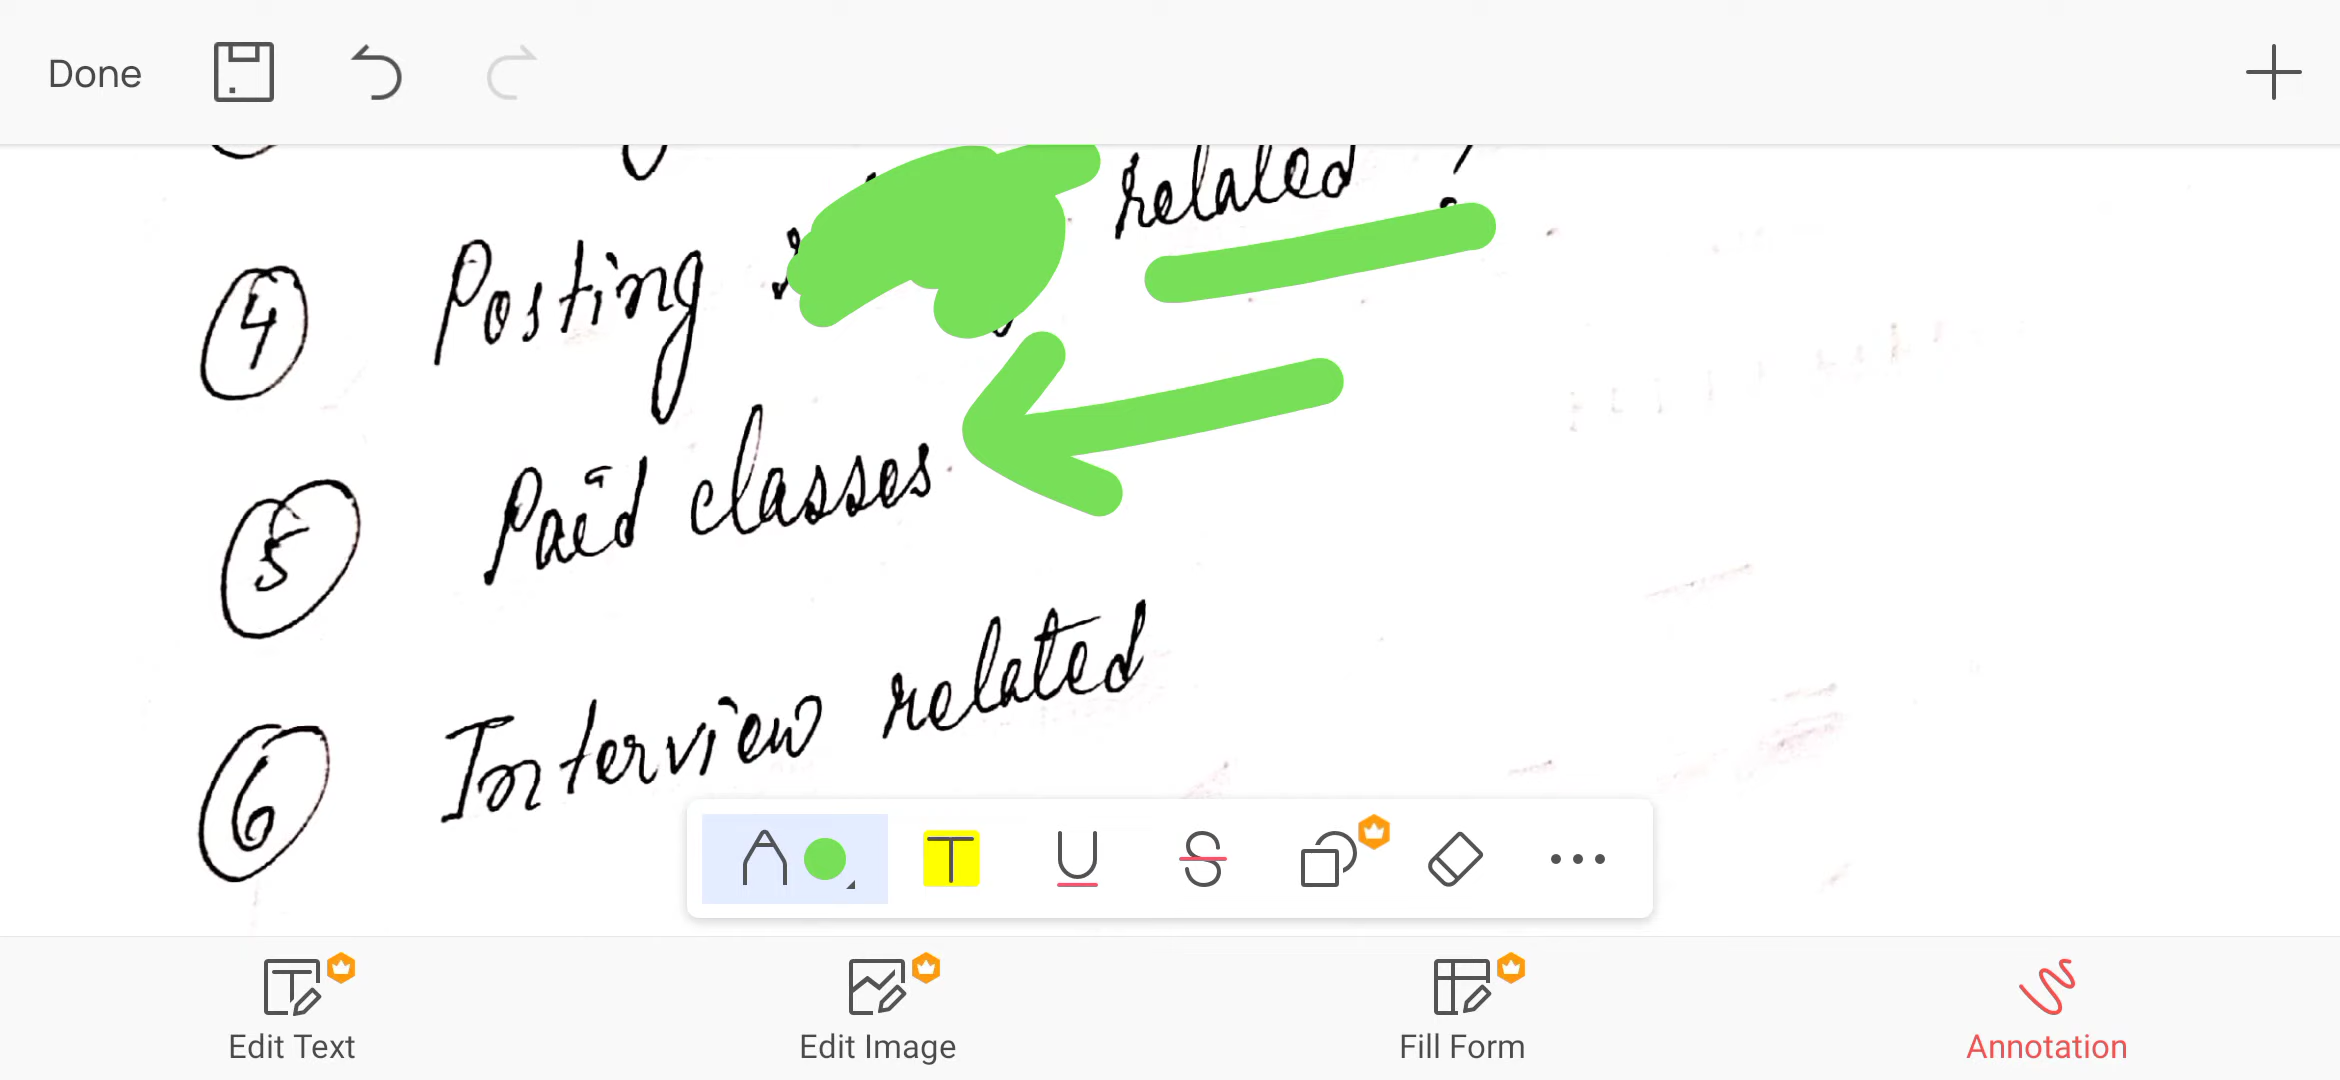 Done
④ Posting related ?
⑤ Paid classes
⑥ Interview related
Edit Text
Edit Image
Fill Form
Annotation